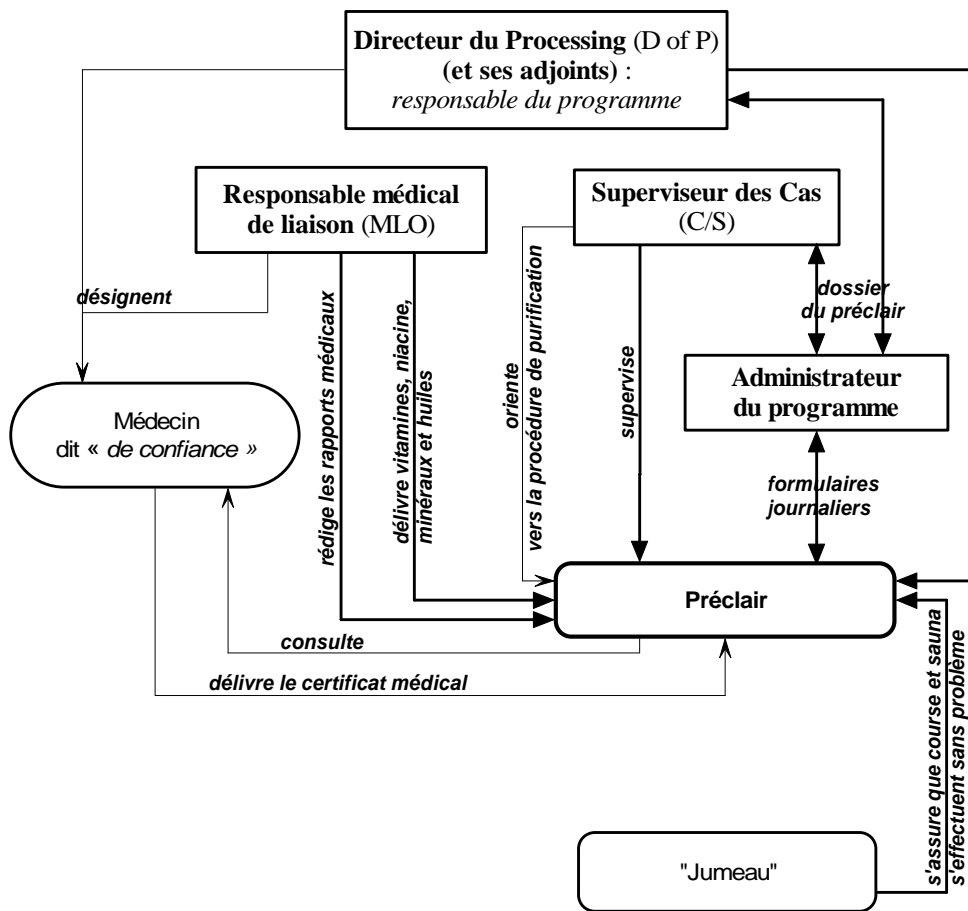 Directeur du Processing (D of P)
(et ses adjoints) :
responsable du programme
Responsable médical
de liaison (MLO)
Superviseur des Cas
(C/S)
désignent
dossier
du préclair
Administrateur
du programme
Médecin
dit « de confiance »
rédige les rapports médicaux
délivre vitamines, niacine,
minéraux et huiles
oriente
vers la procédure de purification
supervise
formulaires
journaliers
Préclair
consulte
délivre le certificat médical
s'assure que course et sauna
s'effectuent sans problème
"Jumeau"